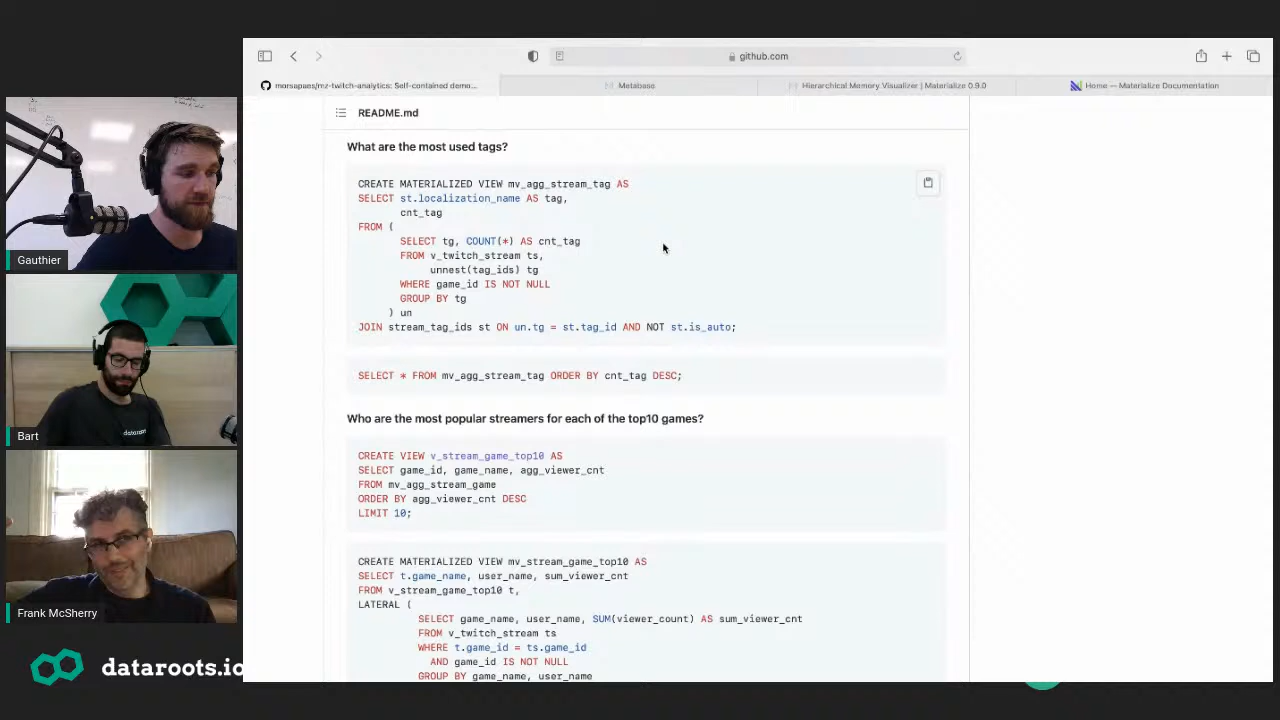 github.com
morsapaes/mz-twitch-analytics: Self-contained demo...
Metabase
Hierarchical Memory Visualizer | Materialize 0.9.0
Home — Materialize Documentation
README.md
What are the most used tags?
CREATE MATERIALIZED VIEW mv_agg_stream_tag AS
SELECT st.localization_name AS tag,
cnt_tag
FROM (
SELECT tg, COUNT(*) AS cnt_tag
FROM v_twitch_stream ts,
unnest(tag_ids) tg
WHERE game_id IS NOT NULL
GROUP BY tg
) un
JOIN stream_tag_ids st ON un.tg = st.tag_id AND NOT st.is_auto;
SELECT * FROM mv_agg_stream_tag ORDER BY cnt_tag DESC;
Who are the most popular streamers for each of the top10 games?
CREATE VIEW v_stream_game_top10 AS
SELECT game_id, game_name, agg_viewer_cnt
FROM mv_agg_stream_game
ORDER BY agg_viewer_cnt DESC
LIMIT 10;
CREATE MATERIALIZED VIEW mv_stream_game_top10 AS
SELECT t.game_name, user_name, sum_viewer_cnt
FROM v_stream_game_top10 t,
LATERAL (
SELECT game_name, user_name, SUM(viewer_count) AS sum_viewer_cnt
FROM v_twitch_stream ts
WHERE t.game_id = ts.game_id
AND game_id IS NOT NULL
GROUP BY game_name, user_name
Gauthier
Bart
Frank McSherry
dataroots.io